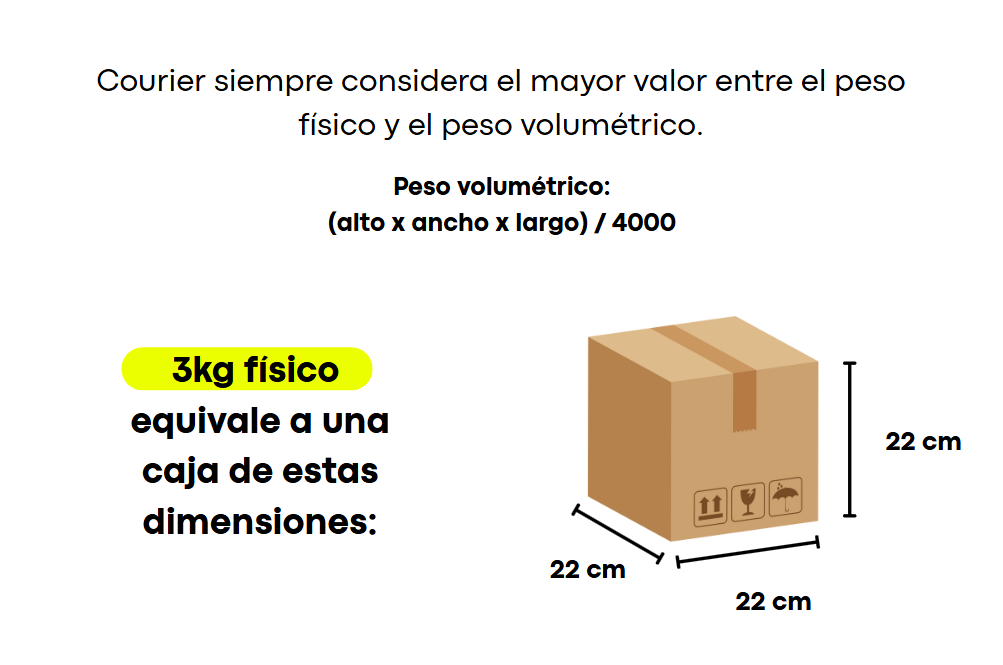 Courier siempre considera el mayor valor entre el peso
físico y el peso volumétrico.
Peso volumétrico:
(alto x ancho x largo) / 4000
3kg físico
equivale a una
caja de estas
dimensiones:
22 cm
22 cm
22 cm